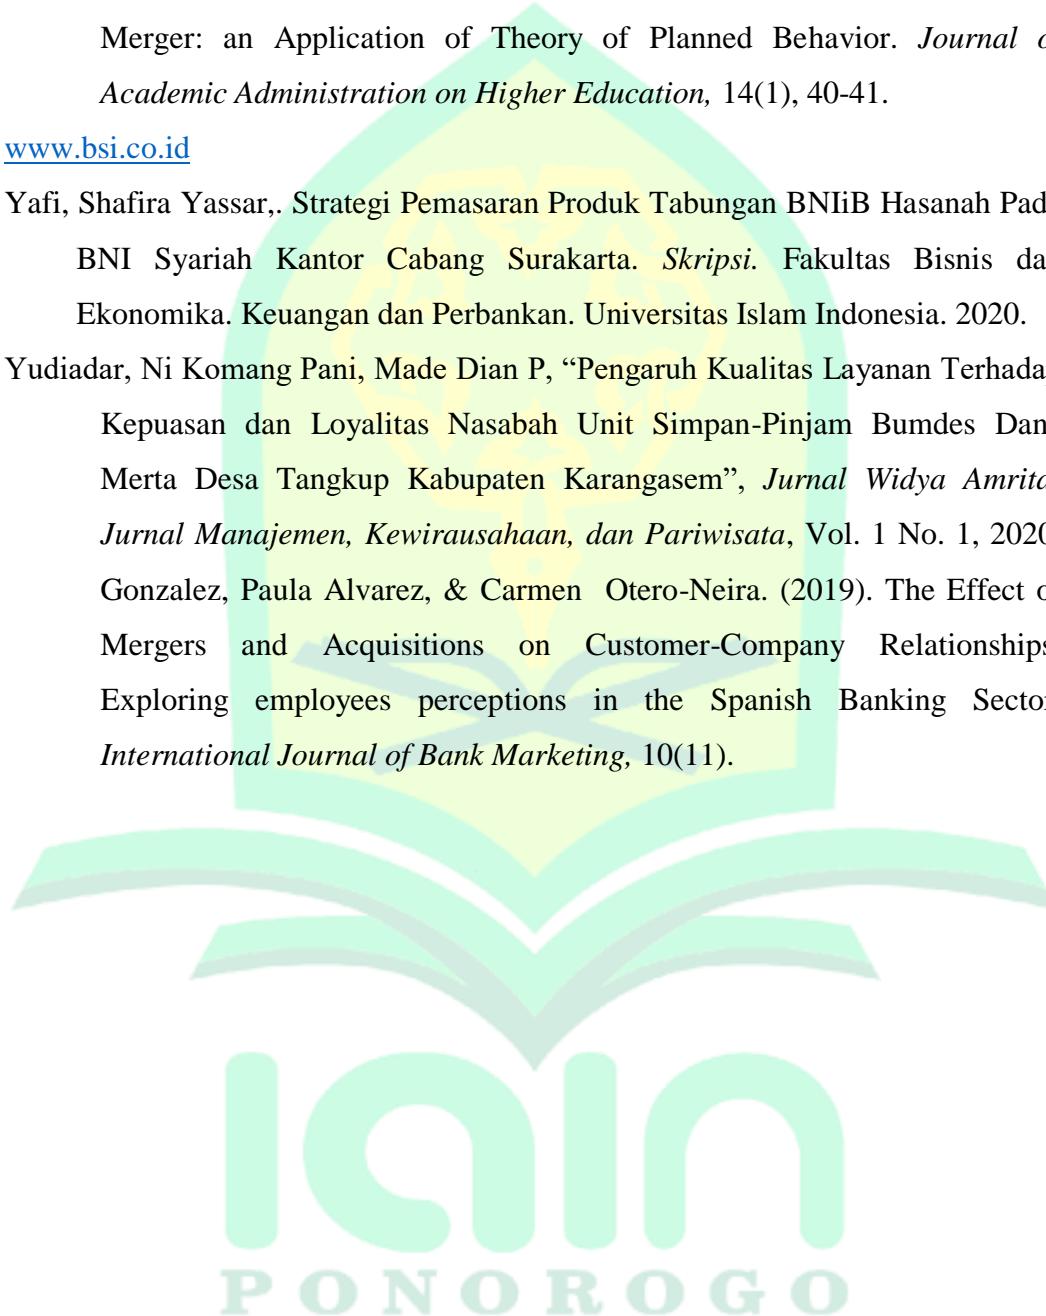 Merger: an Application of Theory of Planned Behavior. Journal o
Academic Administration on Higher Education, 14(1), 40-41.
www.bsi.co.id
Yafi, Shafira Yassar,. Strategi Pemasaran Produk Tabungan BNIiB Hasanah Pad
BNI Syariah Kantor Cabang Surakarta. Skripsi. Fakultas Bisnis da
Ekonomika. Keuangan dan Perbankan. Universitas Islam Indonesia. 2020.
Yudiadar, Ni Komang Pani, Made Dian P, “Pengaruh Kualitas Layanan Terhada
Kepuasan dan Loyalitas Nasabah Unit Simpan-Pinjam Bumdes Dan
Merta Desa Tangkup Kabupaten Karangasem”, Jurnal Widya Amrita
Jurnal Manajemen, Kewirausahaan, dan Pariwisata, Vol. 1 No. 1, 2020
Gonzalez, Paula Alvarez, & Carmen Otero-Neira. (2019). The Effect o
Mergers and Acquisitions on Customer-Company Relationships
Exploring employees perceptions in the Spanish Banking Sector
International Journal of Bank Marketing, 10(11).
iain
PONOROGO